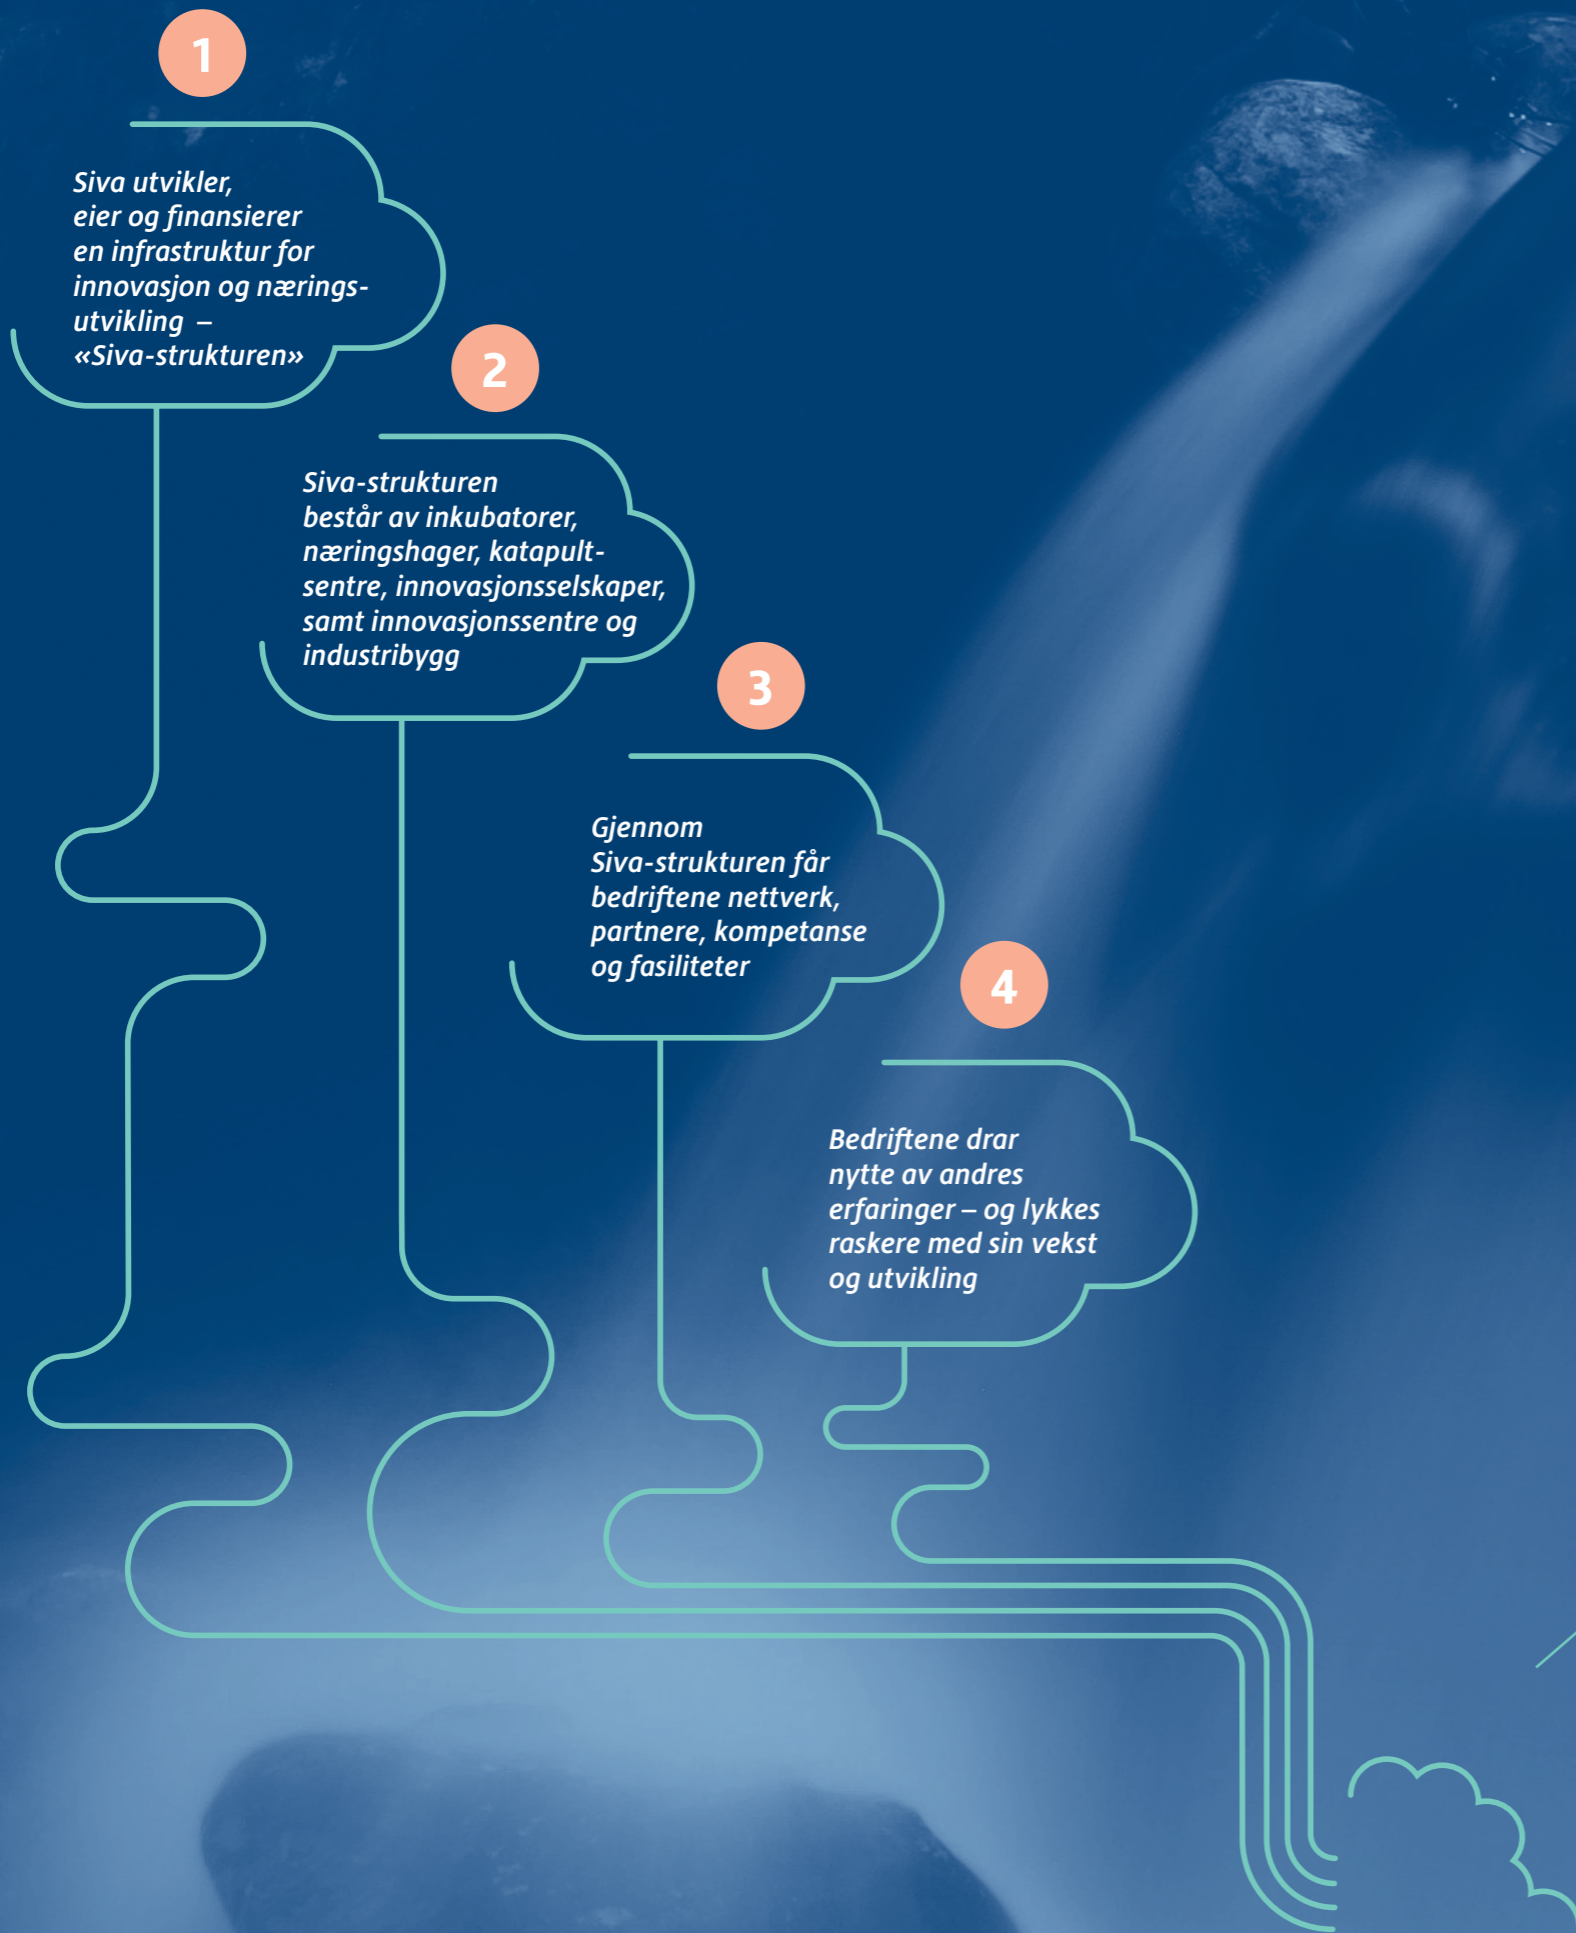 1
Siva utvikler,
eier og finansierer
en infrastruktur for
innovasjon og nærings-
utvikling –
«Siva-strukturen»
2
Siva-strukturen
består av inkubatorer,
næringshager, katapult-
sentre, innovasjonsselskaper,
samt innovasjonssentre og
industribygg
3
Gjennom
Siva-strukturen får
bedriftene nettverk,
partnere, kompetanse
og fasiliteter
4
Bedriftene drar
nytte av andres
erfaringer – og lykkes
raskere med sin vekst
og utvikling